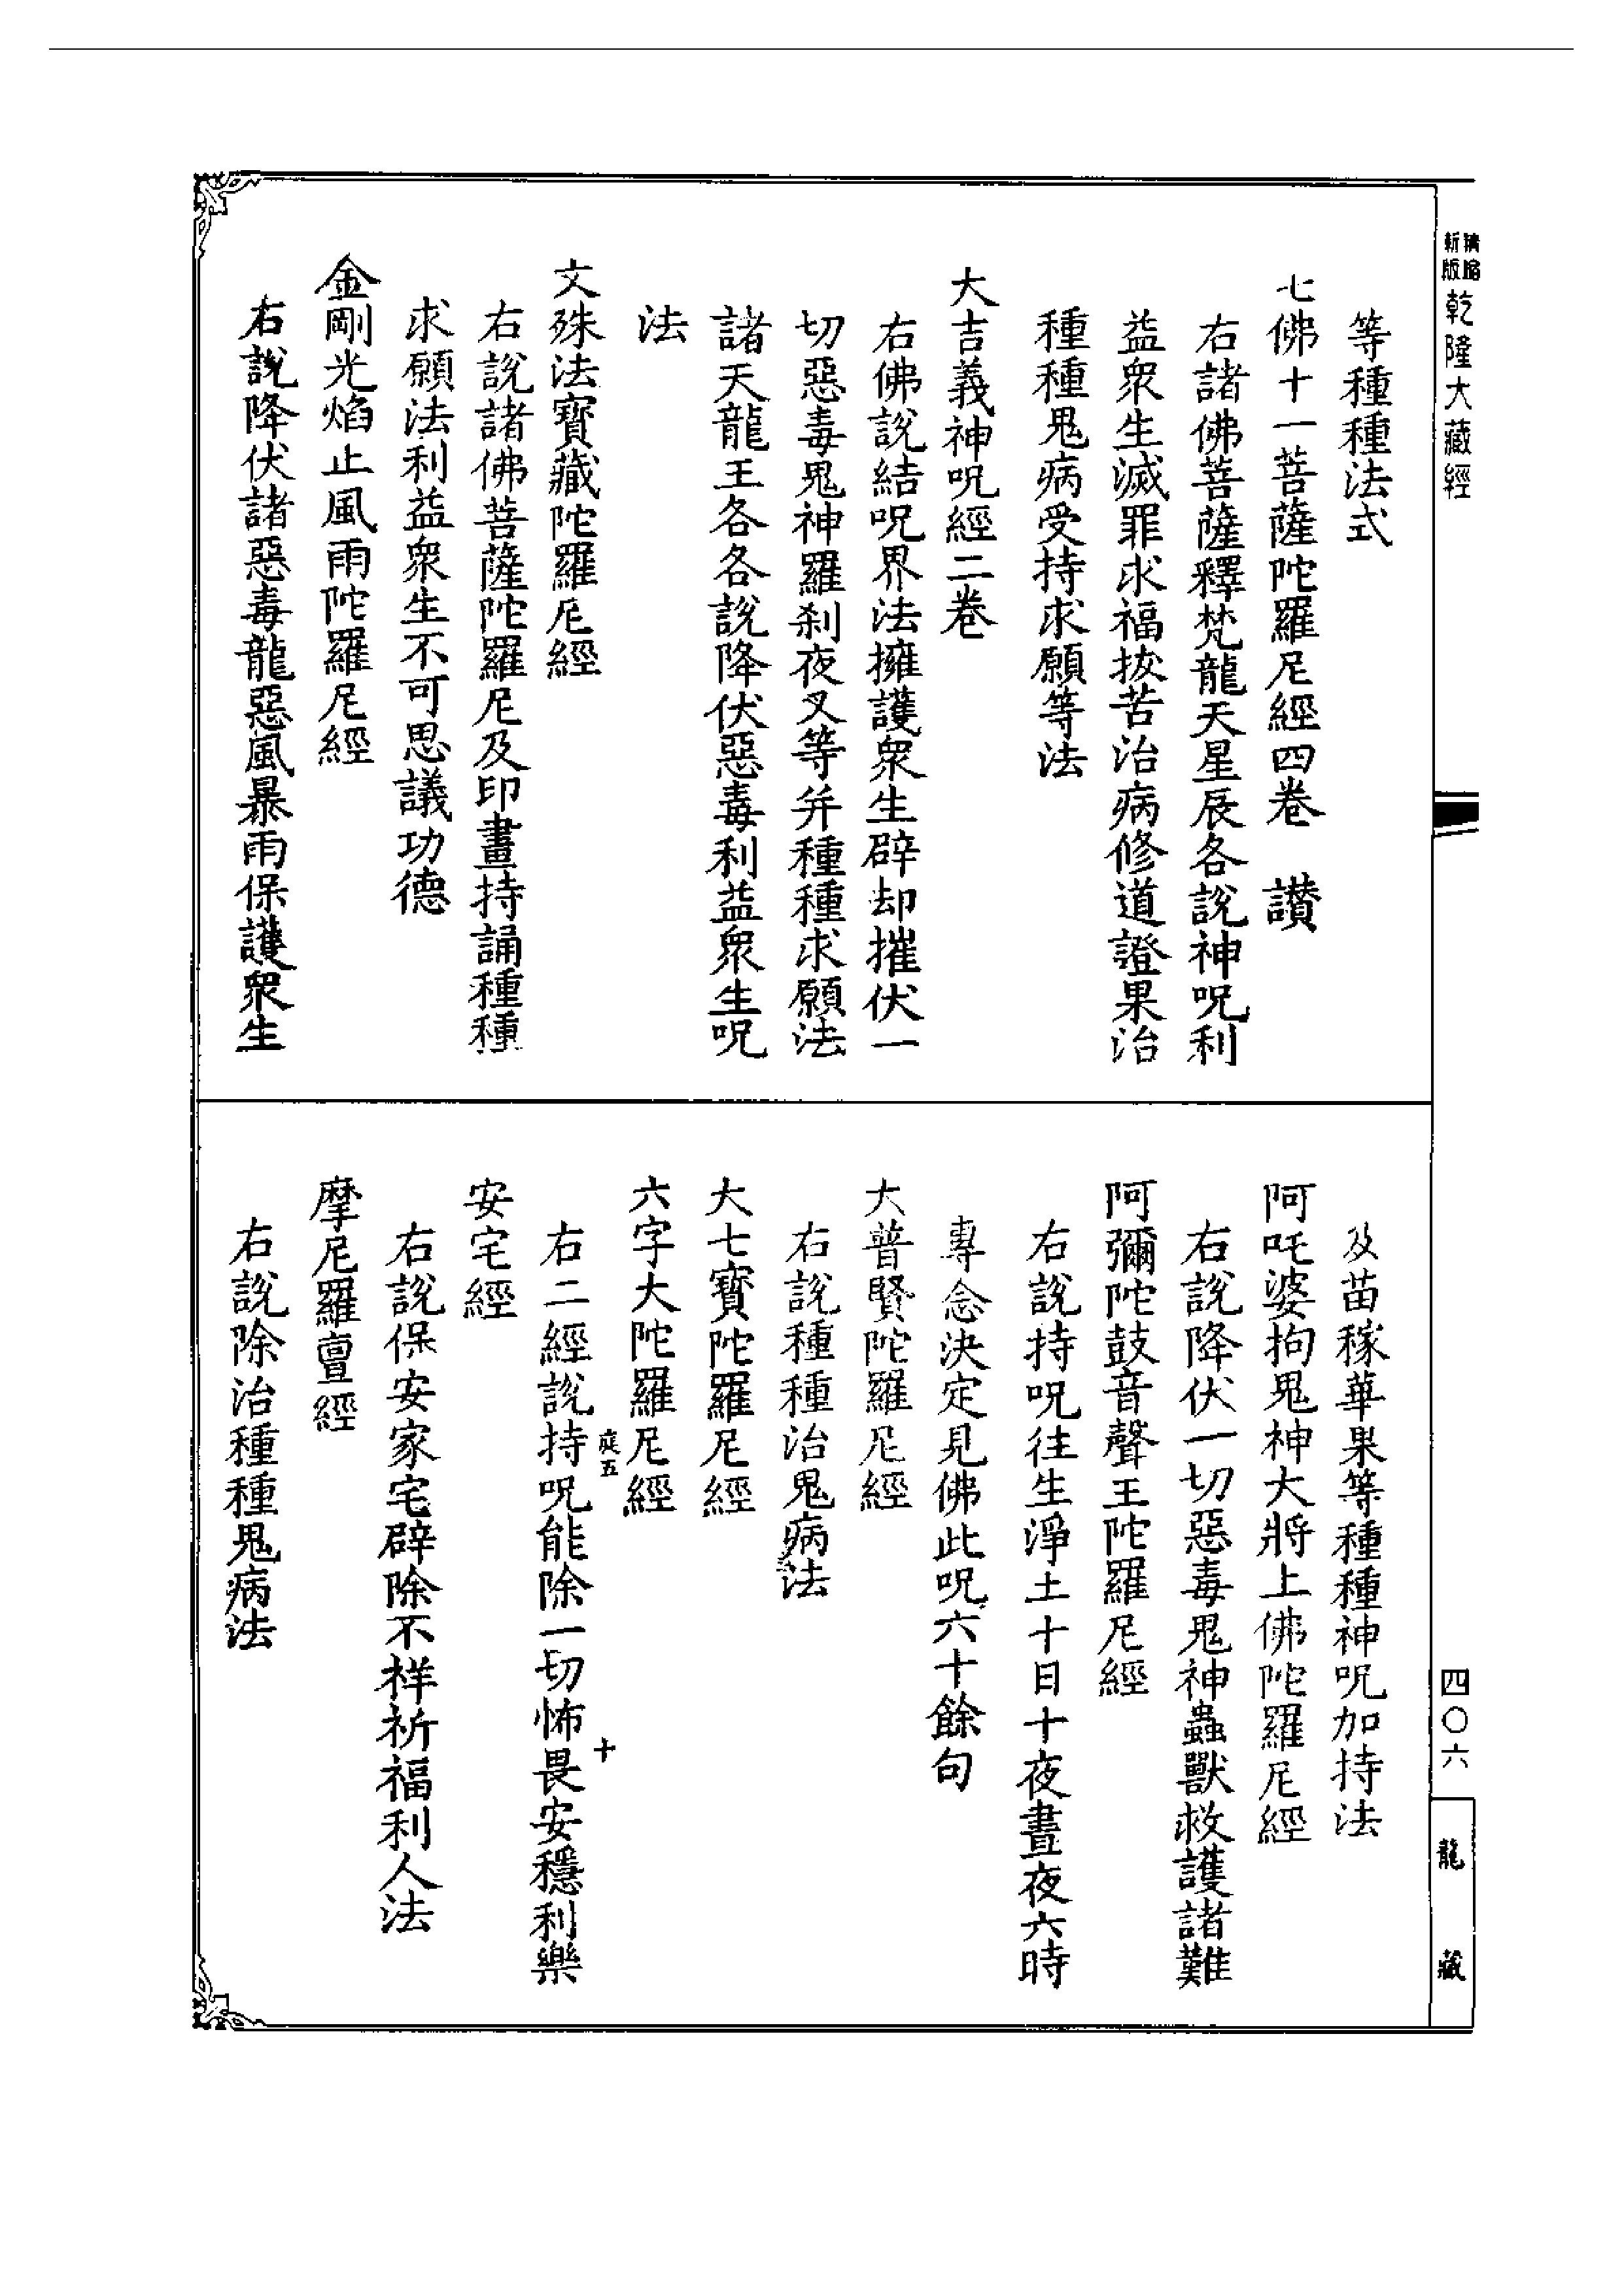 精縮
新版
乾隆大藏經
等種種法式
七佛十一菩薩陀羅尼經四卷　讃
右諸佛菩薩釋梵龍天星辰各說神呪利
益衆生滅罪求福拔苦治病修道證果治
種種鬼病受持求願等法
大吉義神呪經二卷
右佛說結呪界法擁護衆生辟却摧伏一
切惡毒鬼神羅刹夜叉等并種種求願法
諸天龍王各各說降伏惡毒利益衆生呪
法
文殊法寳藏陀羅尼經
右說諸佛菩薩陀羅尼及印畫持誦種種
求願法利益衆生不可思議功德
金剛光焰止風雨陀羅尼經
右說降伏諸惡毒龍惡風暴雨保護衆生
及苗稼華果等種種神呪加持法
阿吒婆拘鬼神大將上佛陀羅尼經
右說降伏一切惡毒鬼神蟲獸救護諸難
阿彌陀鼓音聲王陀羅尼經
右說持呪往生淨土十日十夜晝夜六時
專念決定見佛此呪六十餘句
大普賢陀羅尼經
右說種種治鬼病法
大七寳陀羅尼經
六字大陀羅尼經
庭五
十
右二經說持呪能除一切怖畏安穩利樂
安宅經
右說保安家宅辟除不祥祈福利人法
摩尼羅亶經
右說除治種種鬼病法
四〇六
龍藏